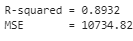 R-squared = 0.8932
MSE       = 10734.82